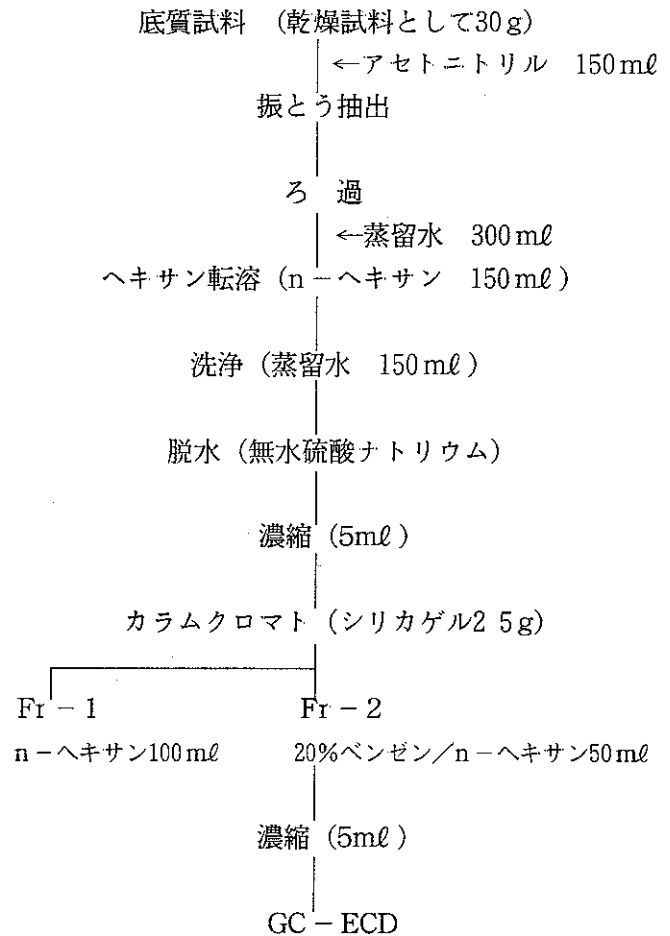 底質試料 (乾燥試料として30g)
←アセトニトリル 150mℓ
振とう抽出
ろ 過
←蒸留水 300mℓ
ヘキサン転溶 (n-ヘキサン 150mℓ)
洗浄 (蒸留水 150mℓ)
脱水 (無水硫酸ナトリウム)
濃縮 (5mℓ)
カラムクロマト (シリカゲル2 5g)
Fr-1 Fr-2
n-ヘキサン100mℓ 20%ベンゼン/n-ヘキサン50mℓ
濃縮 (5mℓ)
GC-ECD